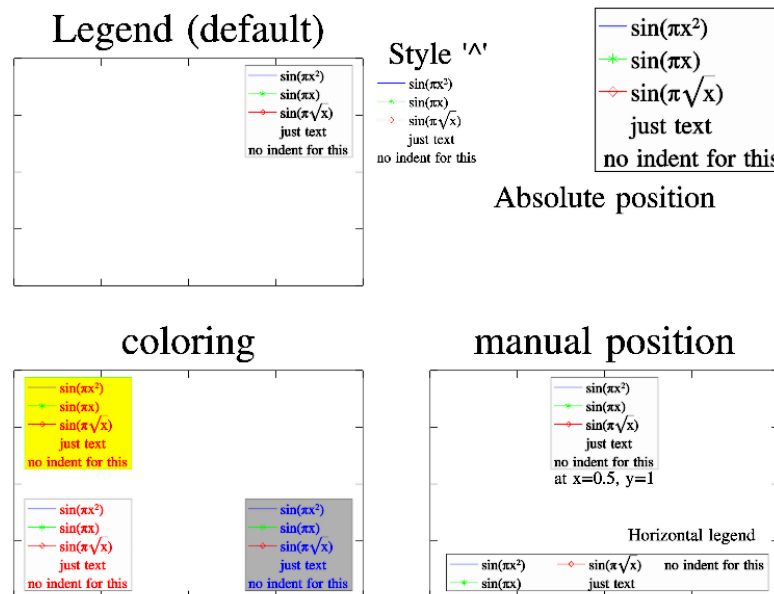 Legend (default)
sin(πx²)
sin(πx)
sin(π√x)
just text
no indent for this
Style '^'
sin(πx²)
sin(πx)
sin(π√x)
just text
no indent for this
sin(πx²)
sin(πx)
sin(π√x)
just text
no indent for this
Absolute position
coloring
sin(πx²)
sin(πx)
sin(π√x)
just text
no indent for this
sin(πx²)
sin(πx)
sin(π√x)
just text
no indent for this
sin(πx²)
sin(πx)
sin(π√x)
just text
no indent for this
manual position
sin(πx²)
sin(πx)
sin(π√x)
just text
no indent for this
at x=0.5, y=1
Horizontal legend
sin(πx²) sin(π√x) no indent for this
sin(πx) just text